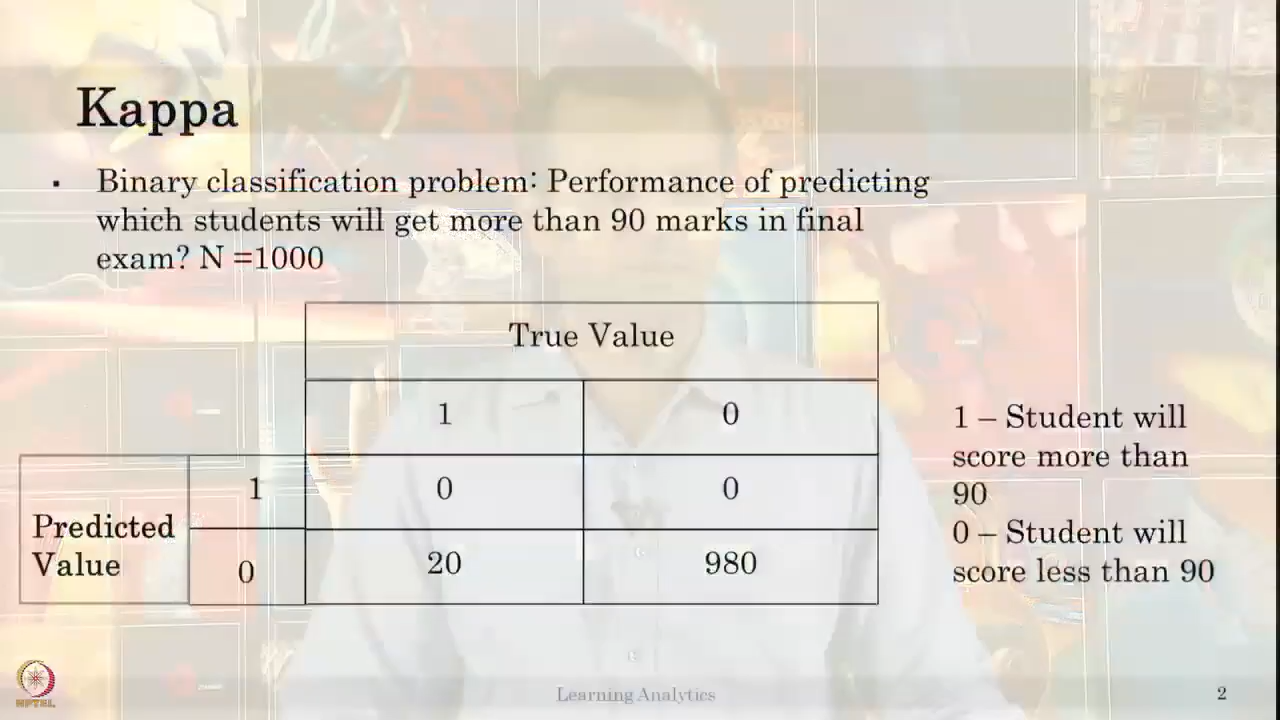 Kappa
▪ Binary classification problem: Performance of predicting
which students will get more than 90 marks in final
exam? N =1000
True Value
1 0
1 0 0
Predicted
Value
0 20 980
1 – Student will
score more than
90
0 – Student will
score less than 90
NPTEL
Learning Analytics
2